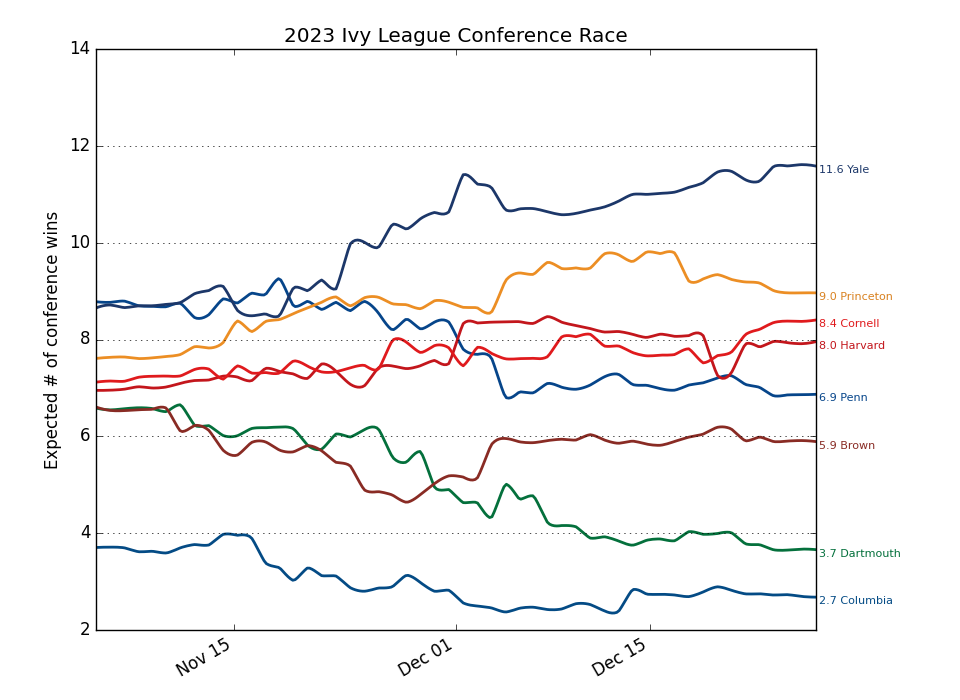 2023 Ivy League Conference Race
Expected # of conference wins
14
12
10
8
6
4
2
11.6 Yale
9.0 Princeton
8.4 Cornell
8.0 Harvard
6.9 Penn
5.9 Brown
3.7 Dartmouth
2.7 Columbia
Nov 15
Dec 01
Dec 15